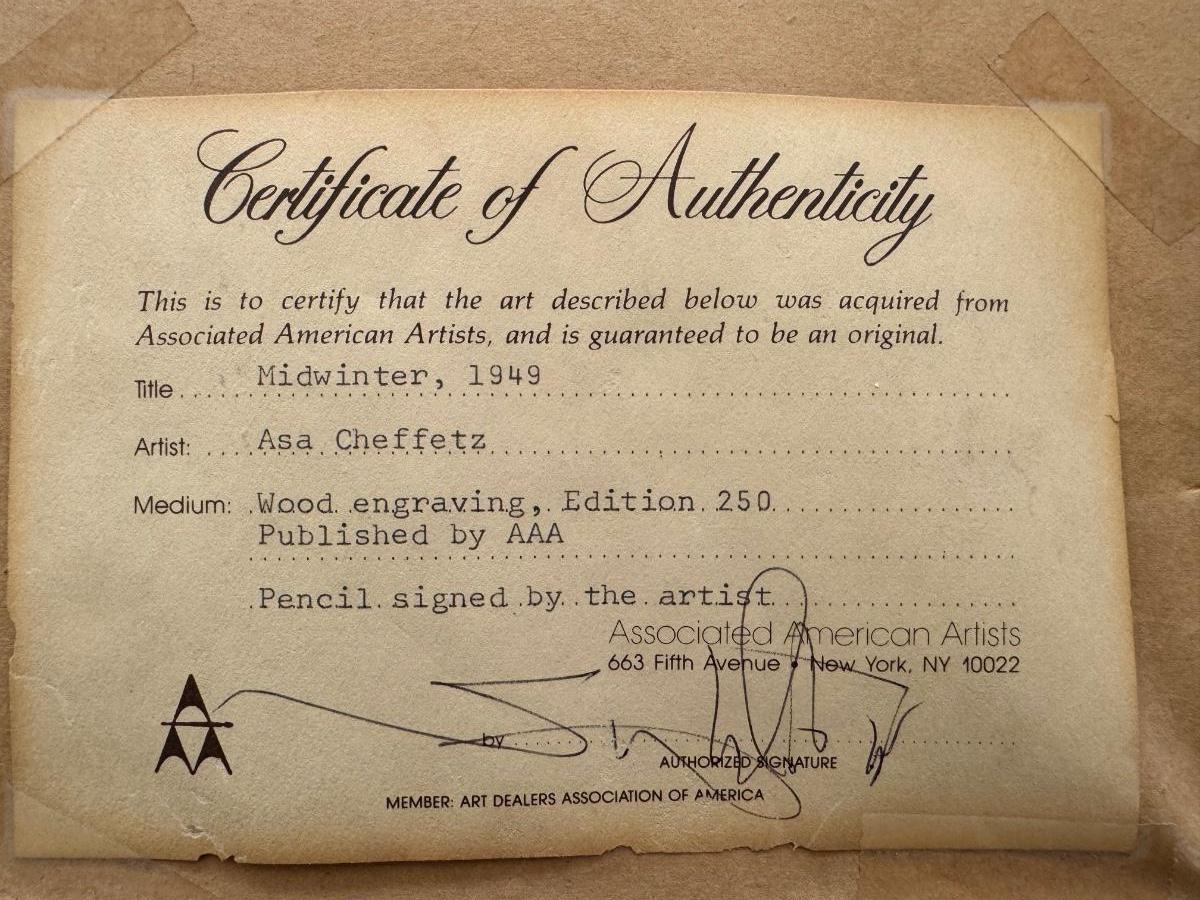 Certificate of Authenticity
This is to certify that the art described below was acquired from
Associated American Artists, and is guaranteed to be an original.
Title .... Midwinter, 1949
Artist: .... Asa Cheffetz
Medium: Wood engraving, Edition 250
Published by AAA
Pencil signed by the artist
Associated American Artists
663 Fifth Avenue • New York, NY 10022
by
AUTHORIZED SIGNATURE
MEMBER: ART DEALERS ASSOCIATION OF AMERICA